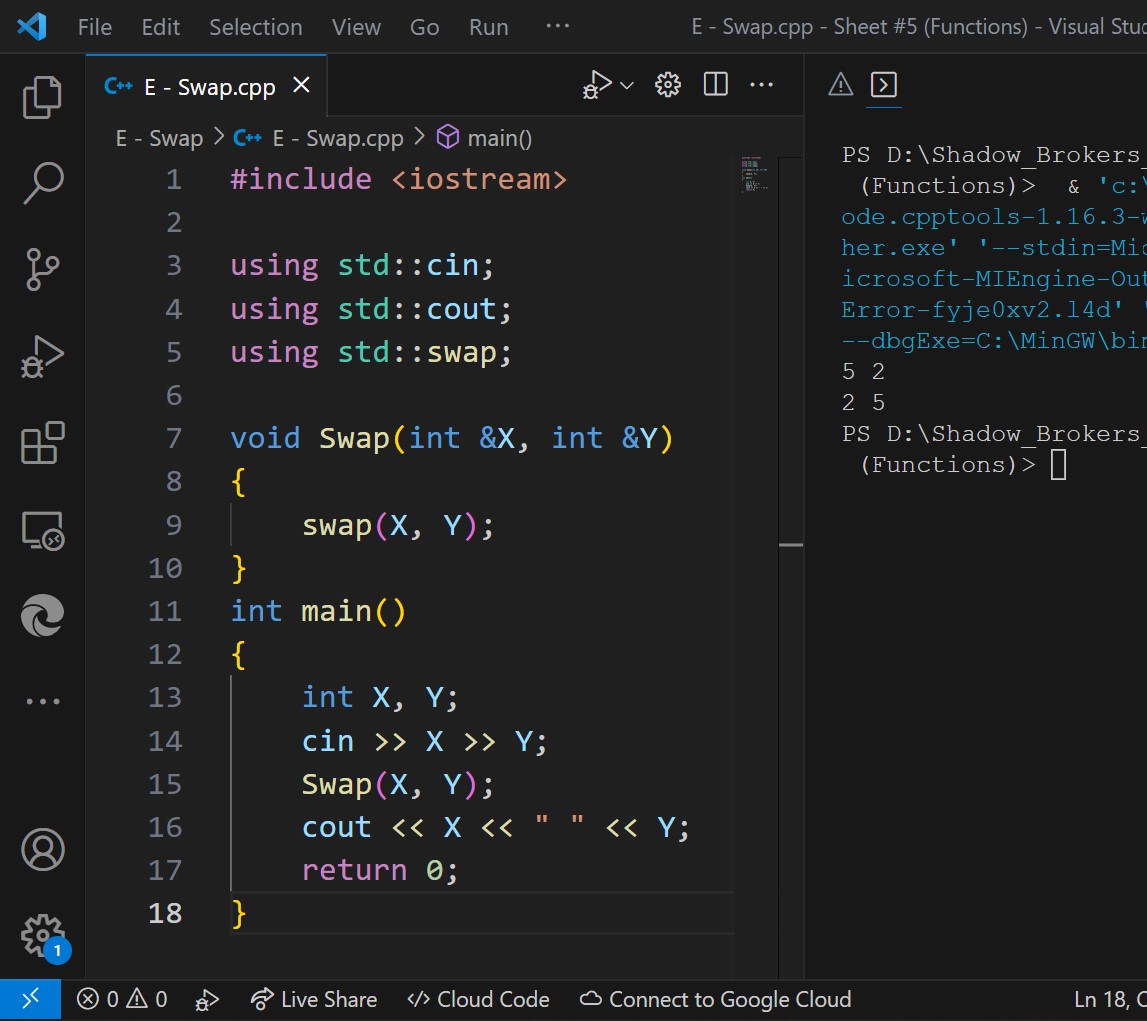 File Edit Selection View Go Run ··· E - Swap.cpp - Sheet #5 (Functions) - Visual
C++ E - Swap.cpp ×
E - Swap > C++ E - Swap.cpp > main()
1 #include <iostream>
2
3 using std::cin;
4 using std::cout;
5 using std::swap;
6
7 void Swap(int &X, int &Y)
8 {
9 swap(X, Y);
10 }
11 int main()
12 {
13 int X, Y;
14 cin >> X >> Y;
15 Swap(X, Y);
16 cout << X << " " << Y;
17 return 0;
18 }
PS D:\Shadow_Brokers_
(Functions)> & 'c:\
ode.cpptools-1.16.3-w
her.exe' '--stdin=Mic
icrosoft-MIEngine-Out
Error-fyje0xv2.l4d' '
--dbgExe=C:\MinGW\bin
5 2
2 5
PS D:\Shadow_Brokers_
(Functions)>
1
0 0 Live Share Cloud Code Connect to Google Cloud Ln 18,